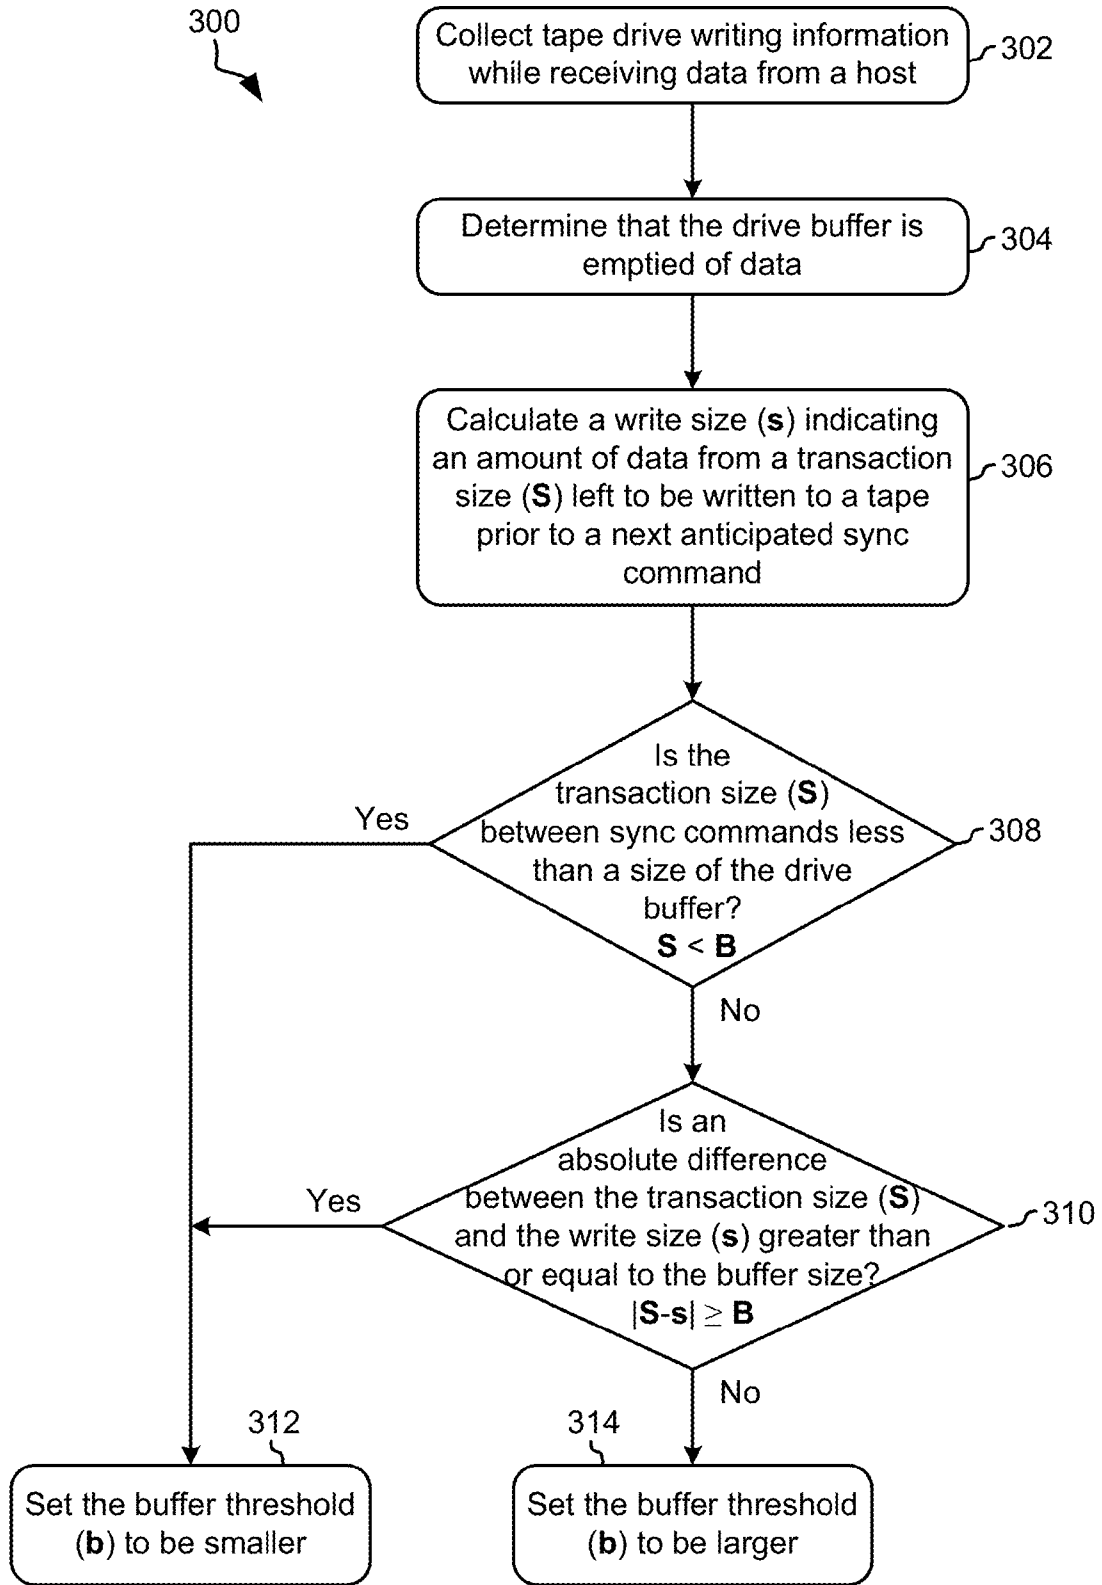 300
Collect tape drive writing information
while receiving data from a host
302
Determine that the drive buffer is
emptied of data
304
Calculate a write size (s) indicating
an amount of data from a transaction
size (S) left to be written to a tape
prior to a next anticipated sync
command
306
Is the
transaction size (S)
between sync commands less
than a size of the drive
buffer?
S < B
308
Yes
No
Is an
absolute difference
between the transaction size (S)
and the write size (s) greater than
or equal to the buffer size?
|S-s| ≥ B
310
Yes
No
312
Set the buffer threshold
(b) to be smaller
314
Set the buffer threshold
(b) to be larger